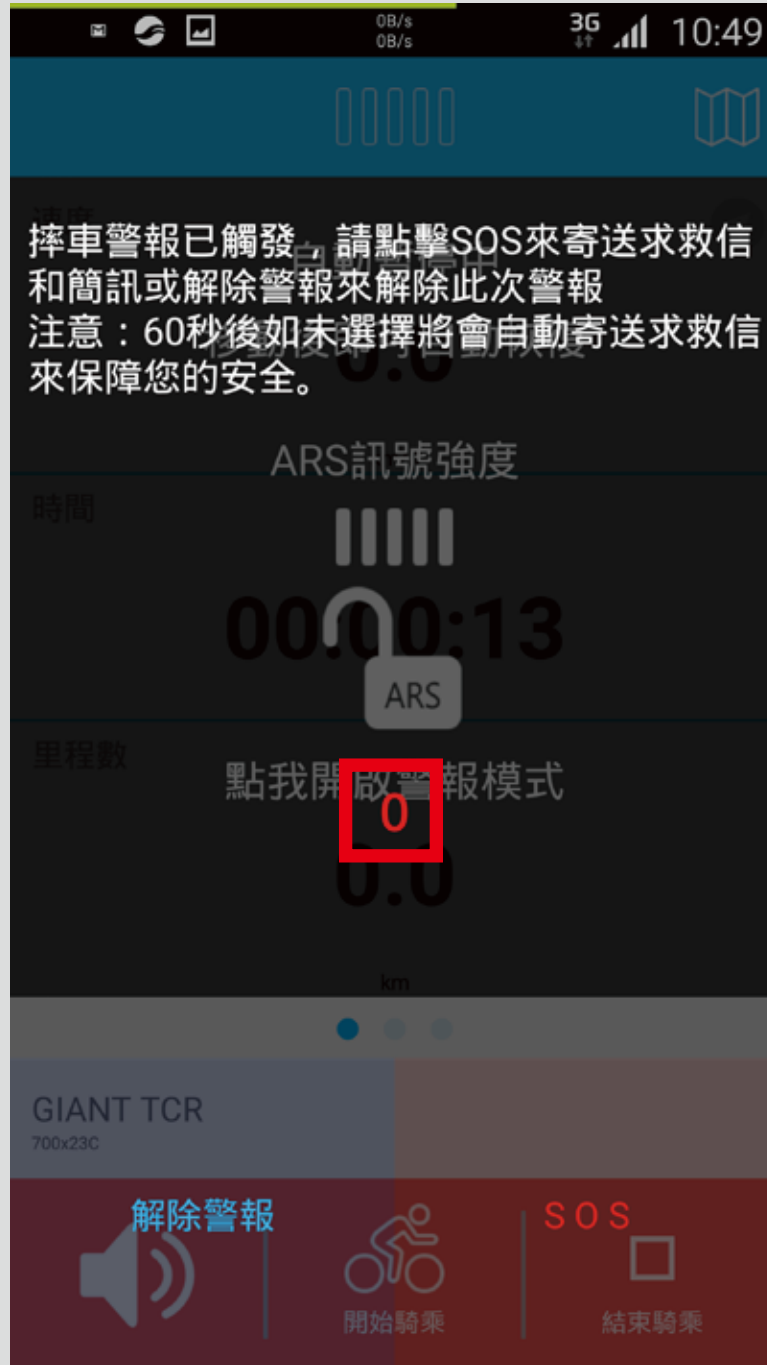 0B/s
0B/s
3G
10:49
速度
摔車警報已觸發，請點擊SOS來寄送求救信
和簡訊或解除警報來解除此次警報
注意：60秒後如未選擇將會自動寄送求救信
來保障您的安全。
0.0
ARS訊號強度
時間
00:00:13
ARS
里程數
點我開啟警報模式
0
0.0
km
GIANT TCR
700x23C
解除警報
SOS
開始騎乘
結束騎乘